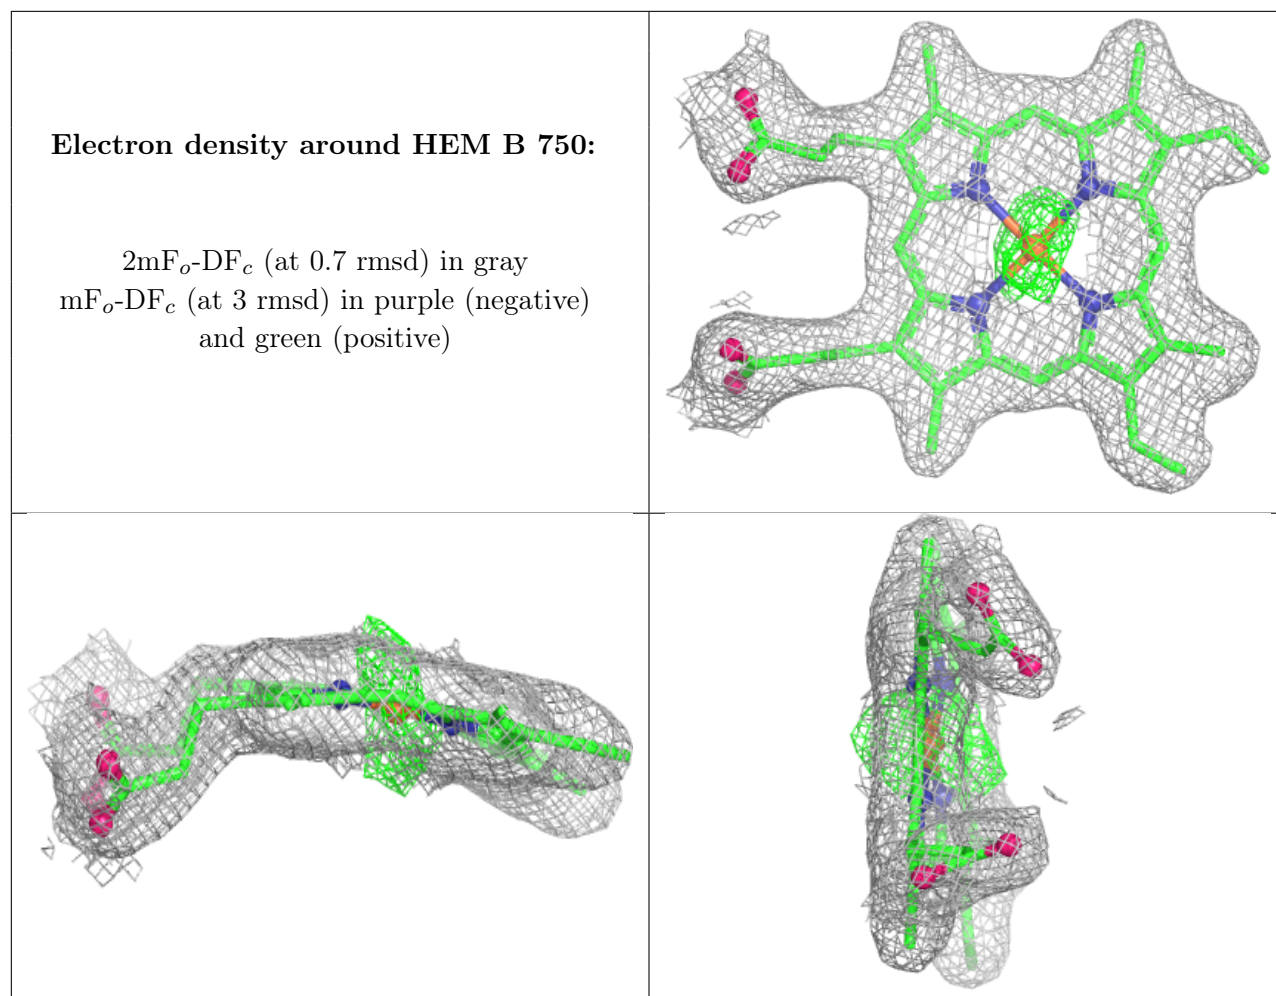 Electron density around HEM B 750:
2mFₒ-DF𝒸 (at 0.7 rmsd) in gray
mFₒ-DF𝒸 (at 3 rmsd) in purple (negative)
and green (positive)